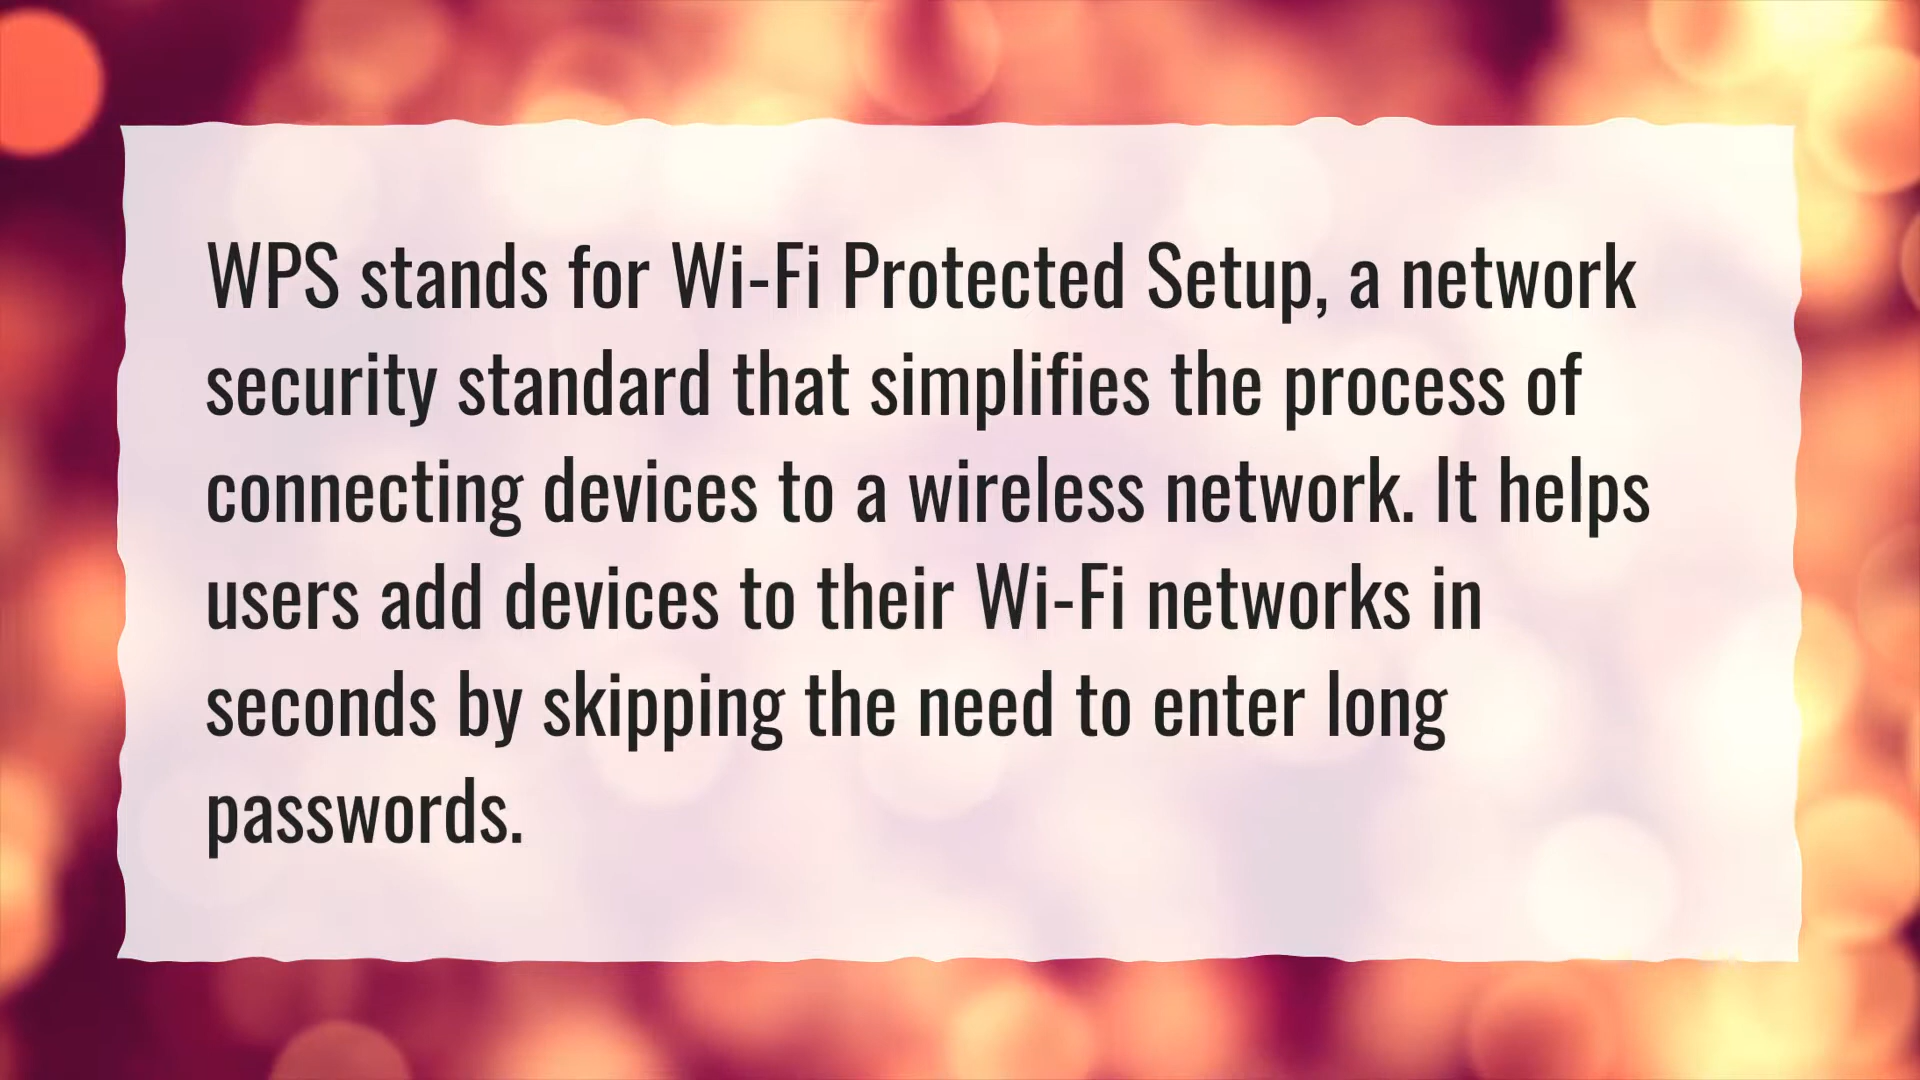 WPS stands for Wi-Fi Protected Setup, a network
security standard that simplifies the process of
connecting devices to a wireless network. It helps
users add devices to their Wi-Fi networks in
seconds by skipping the need to enter long
passwords.